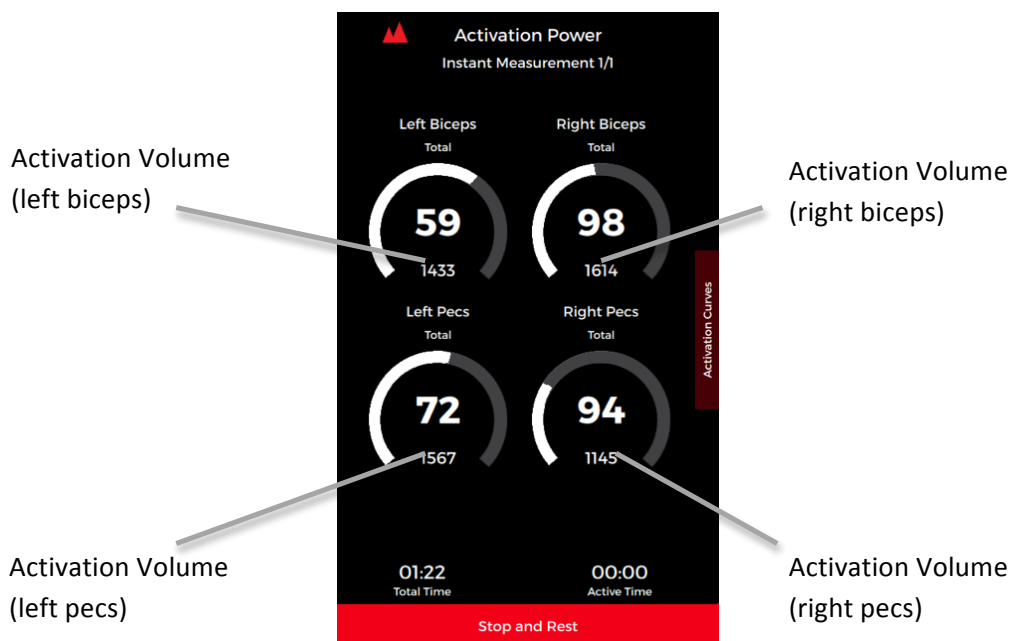 Activation Power
Instant Measurement 1/1
Left Biceps
Total
59
1433
Right Biceps
Total
98
1614
Left Pecs
Total
72
1567
Right Pecs
Total
94
1145
Activation Curves
01:22
Total Time
00:00
Active Time
Stop and Rest
Activation Volume
(left biceps)
Activation Volume
(right biceps)
Activation Volume
(left pecs)
Activation Volume
(right pecs)